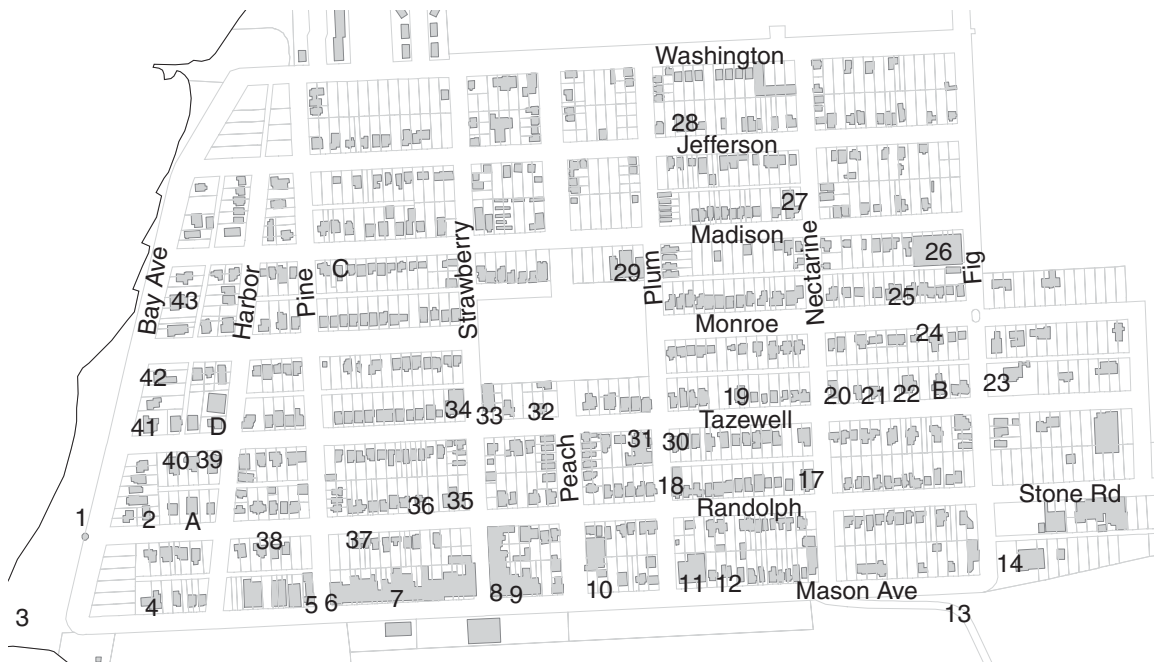 Washington
28
Jefferson
27
Madison
26
Bay Ave
Harbor
Pine
C
Strawberry
29
Plum
Nectarine
Fig
43
25
Monroe
24
42
34
33
32
19
20
21
22
B
23
41
D
Tazewell
40
39
Peach
31
30
36
35
18
17
1
2
A
Randolph
Stone Rd
38
37
14
3
4
5
6
7
8
9
10
11
12
Mason Ave
13